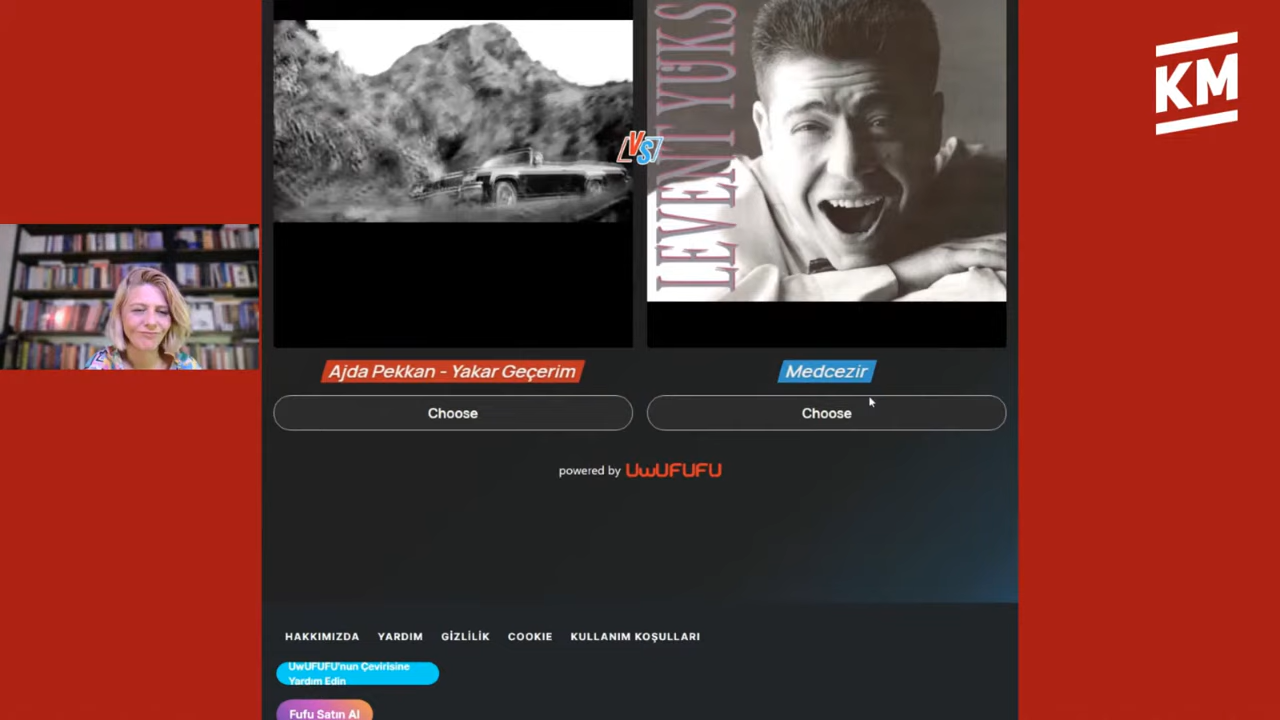 KM
LEVENT YÜKS
VS
Ajda Pekkan - Yakar Geçerim
Medcezir
Choose
Choose
powered by UwUFUFU
HAKKIMIZDA YARDIM GİZLİLİK COOKIE KULLANIM KOŞULLARI
UwUFUFU'nun Çevirisine
Yardım Edin
Fufu Satın Al